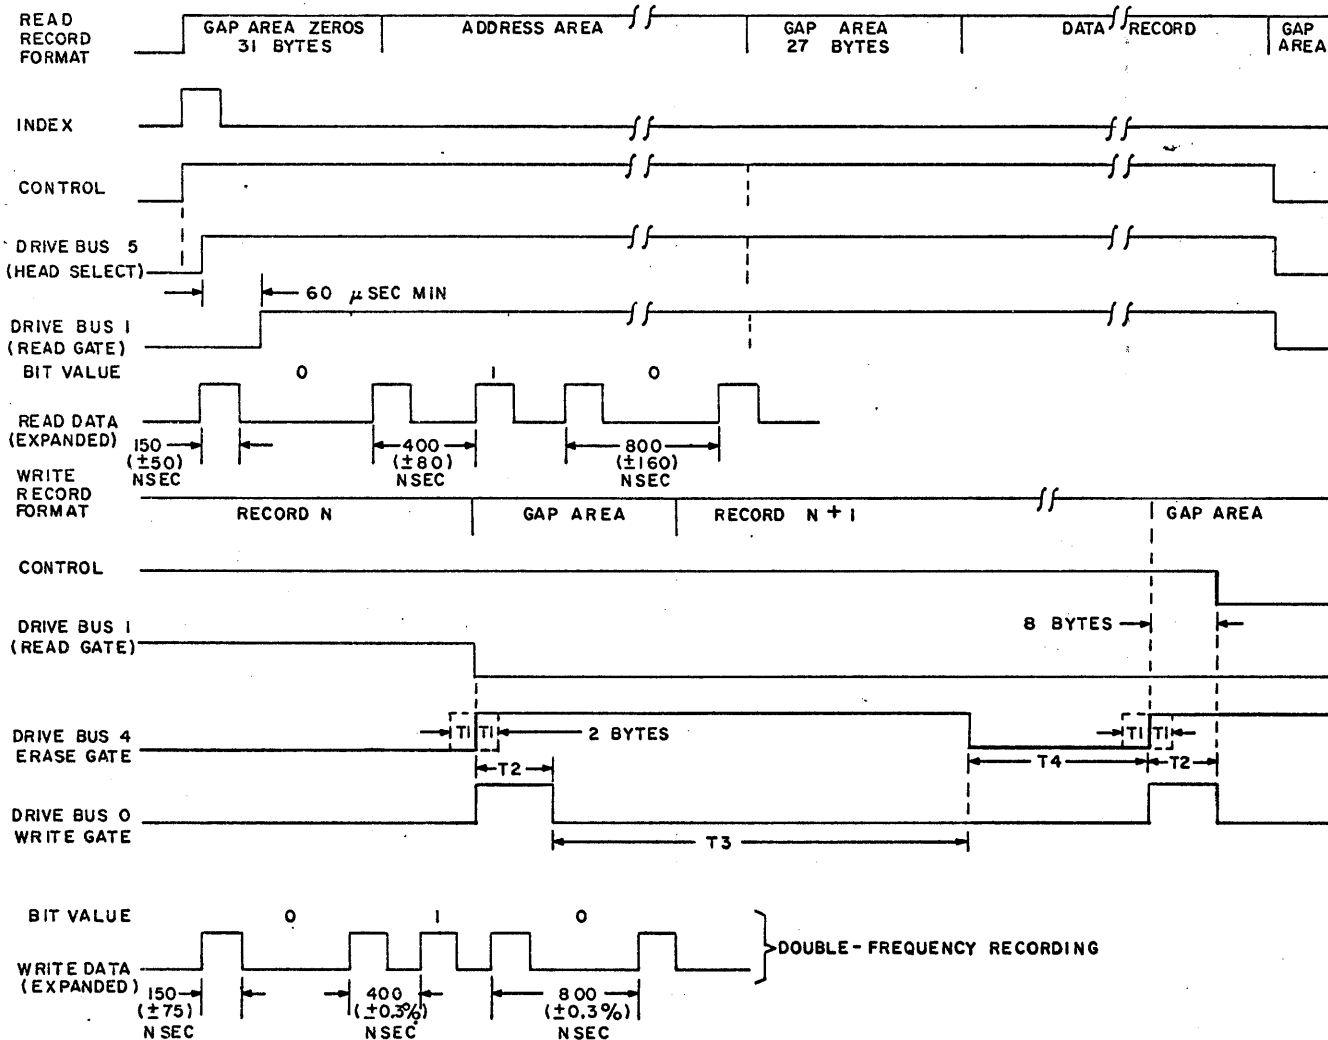 READ
RECORD
FORMAT
GAP AREA ZEROS
31 BYTES
ADDRESS AREA
GAP AREA
27 BYTES
DATA RECORD
GAP
AREA
INDEX
CONTROL
DRIVE BUS 5
(HEAD SELECT)
60 μSEC MIN
DRIVE BUS 1
(READ GATE)
BIT VALUE
0 1 0
READ DATA
(EXPANDED)
150
(±50)
NSEC
400
(±80)
NSEC
800
(±160)
NSEC
WRITE
RECORD
FORMAT
RECORD N
GAP AREA
RECORD N + 1
GAP AREA
CONTROL
8 BYTES
DRIVE BUS 1
(READ GATE)
DRIVE BUS 4
ERASE GATE
T1 T1
2 BYTES
T1 T1
T2
T4
T2
DRIVE BUS 0
WRITE GATE
T3
BIT VALUE
0 1 0
WRITE DATA
(EXPANDED)
DOUBLE-FREQUENCY RECORDING
150
(±75)
NSEC
400
(±0.3%)
NSEC
800
(±0.3%)
NSEC